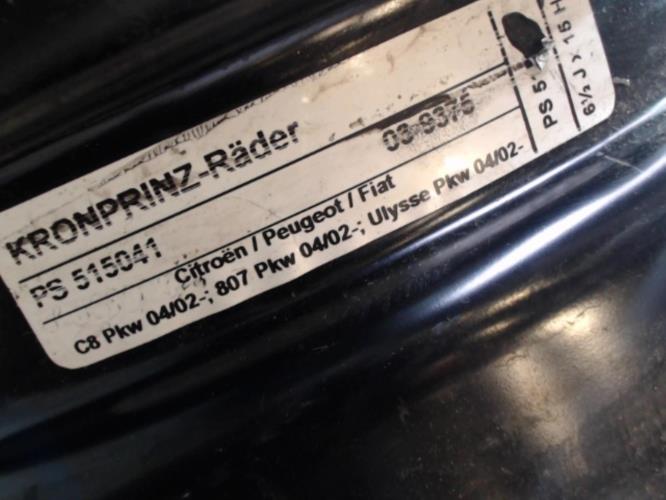 KRONPRINZ-Räder
PS 515041
03-9375
Citroën / Peugeot / Fiat
C8 Pkw 04/02-; 807 Pkw 04/02-; Ulysse Pkw 04/02-
PS 5
6½ J x 15 H